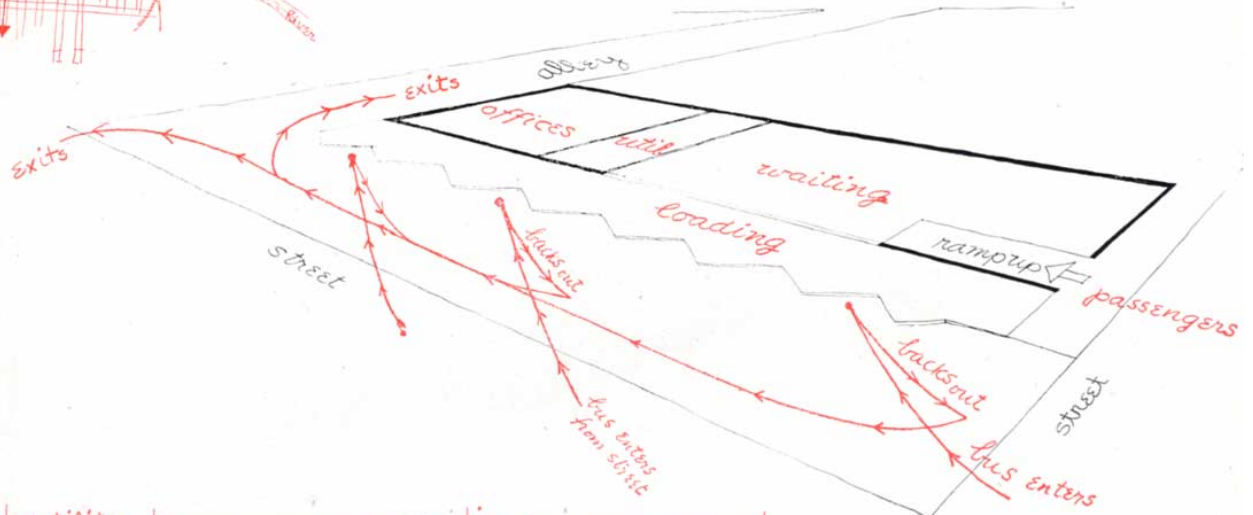 exits
alley
exits
offices
util
waiting
loading
ramp up
passengers
street
backs out
backs out
street
bus enters
from street
bus enters